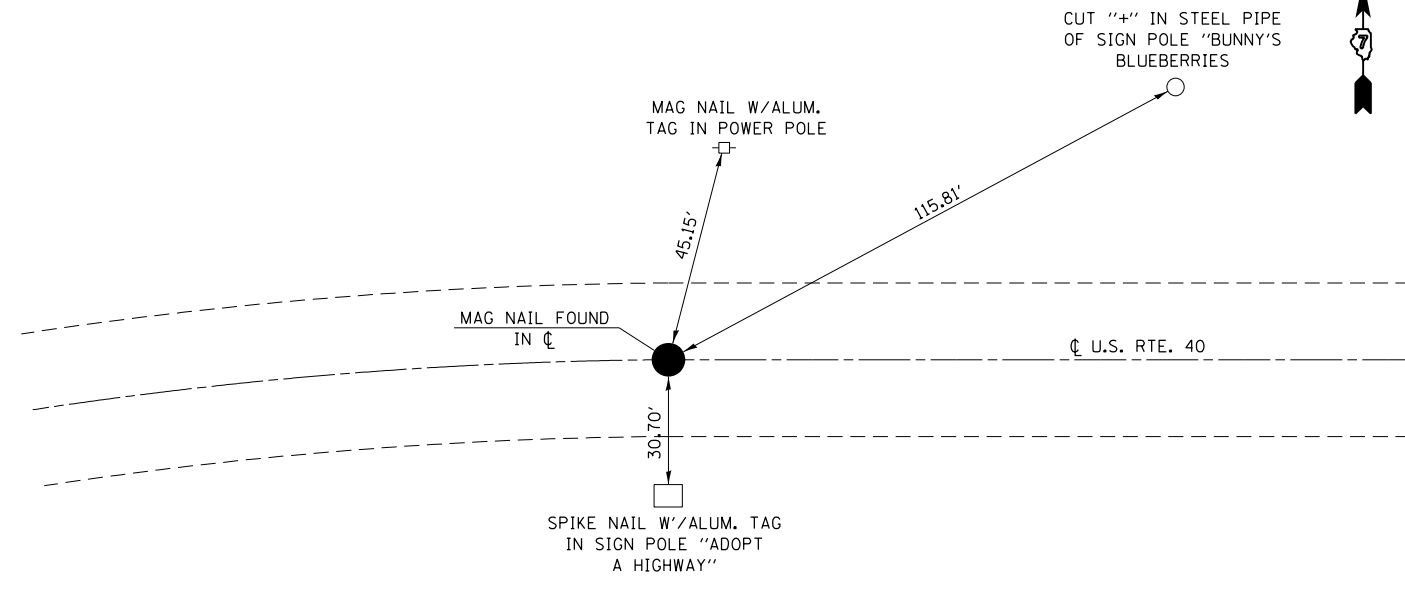 CUT "+" IN STEEL PIPE
OF SIGN POLE "BUNNY'S
BLUEBERRIES
7
MAG NAIL W/ALUM.
TAG IN POWER POLE
115.81'
45.15'
MAG NAIL FOUND
IN ℄
℄ U.S. RTE. 40
30.70'
SPIKE NAIL W'/ALUM. TAG
IN SIGN POLE "ADOPT
A HIGHWAY"